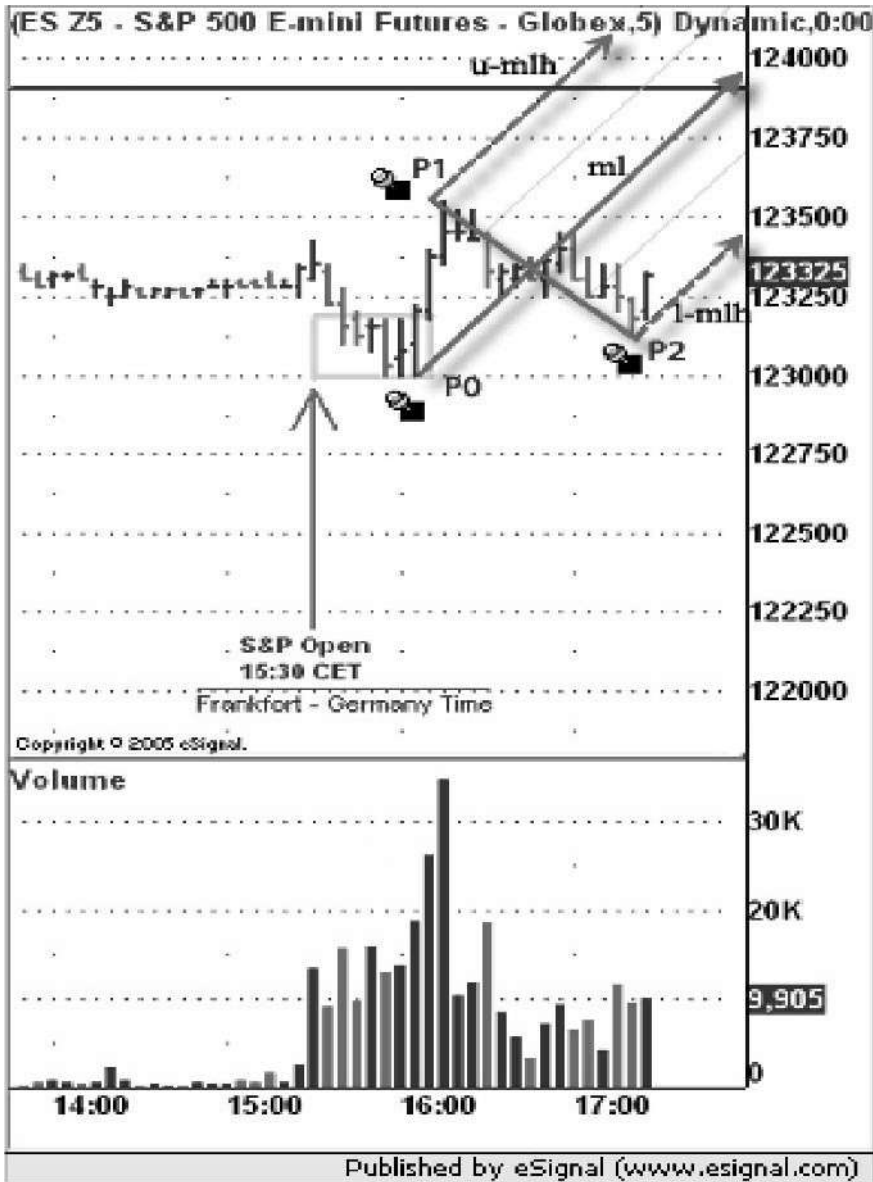 (ES Z5 - S&P 500 E-mini Futures - Globex,5) Dynamic,0:00
124000
u-mlh
123750
P1
ml
123500
123325
123250
l-mlh
P2
P0
123000
122750
122500
122250
S&P Open
15:30 CET
122000
Frankfort - Germany Time
Copyright © 2005 eSignal.
Volume
30K
20K
9,905
0
14:00 15:00 16:00 17:00
Published by eSignal (www.esignal.com)